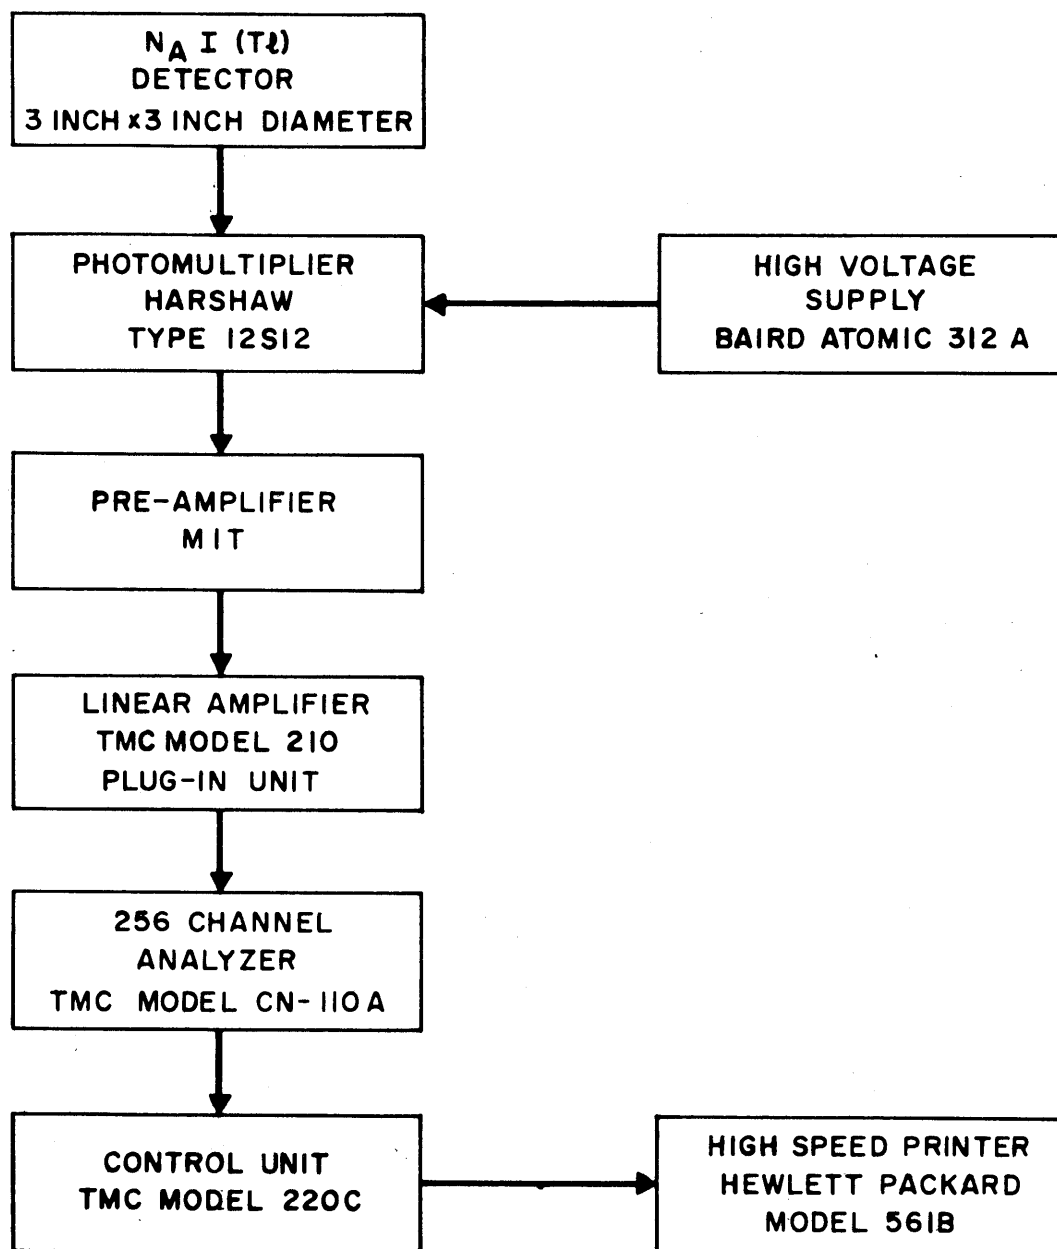 NA I (Tl)
DETECTOR
3 INCH x 3 INCH DIAMETER
PHOTOMULTIPLIER
HARSHAW
TYPE 12S12
HIGH VOLTAGE
SUPPLY
BAIRD ATOMIC 312 A
PRE-AMPLIFIER
MIT
LINEAR AMPLIFIER
TMC MODEL 210
PLUG-IN UNIT
256 CHANNEL
ANALYZER
TMC MODEL CN-110A
CONTROL UNIT
TMC MODEL 220C
HIGH SPEED PRINTER
HEWLETT PACKARD
MODEL 561B